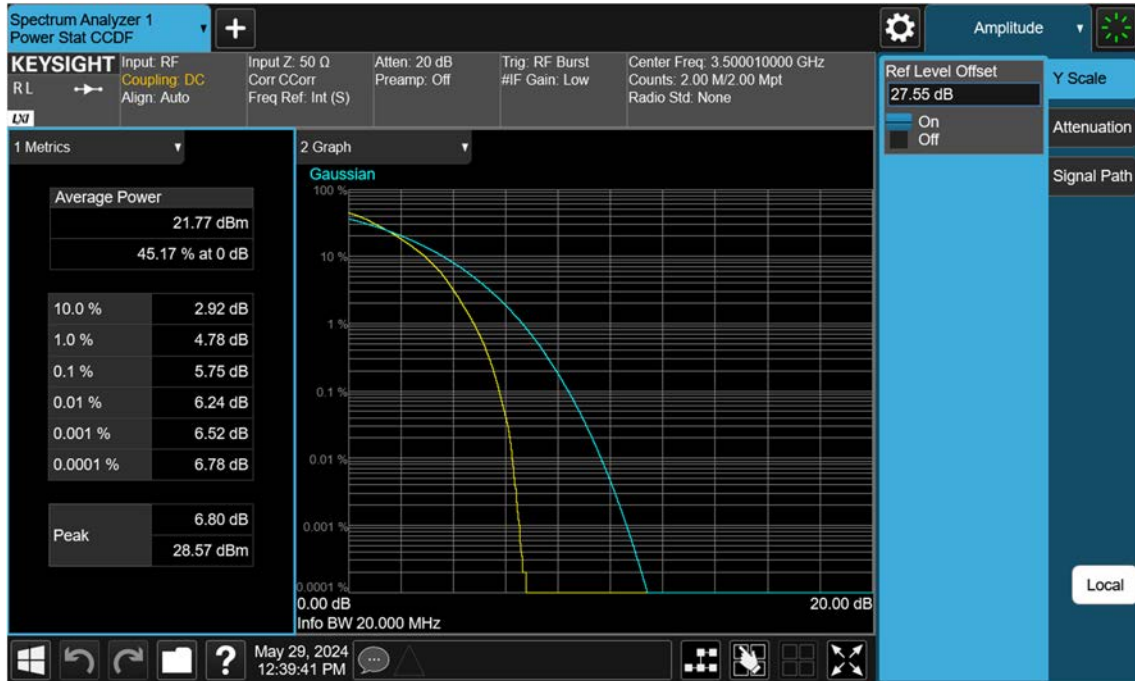 Spectrum Analyzer 1
Power Stat CCDF
+
Amplitude
KEYSIGHT
R L
LXI
Input: RF
Coupling: DC
Align: Auto
Input Z: 50 Ω
Corr CCorr
Freq Ref: Int (S)
Atten: 20 dB
Preamp: Off
Trig: RF Burst
#IF Gain: Low
Center Freq: 3.500010000 GHz
Counts: 2.00 M/2.00 Mpt
Radio Std: None
Ref Level Offset
27.55 dB
On
Off
Y Scale
Attenuation
Signal Path
1 Metrics
Average Power
21.77 dBm
45.17 % at 0 dB
10.0 % 2.92 dB
1.0 % 4.78 dB
0.1 % 5.75 dB
0.01 % 6.24 dB
0.001 % 6.52 dB
0.0001 % 6.78 dB
Peak
6.80 dB
28.57 dBm
2 Graph
Gaussian
100 %
10 %
1 %
0.1 %
0.01 %
0.001 %
0.0001 %
0.00 dB 20.00 dB
Info BW 20.000 MHz
Local
?
May 29, 2024
12:39:41 PM